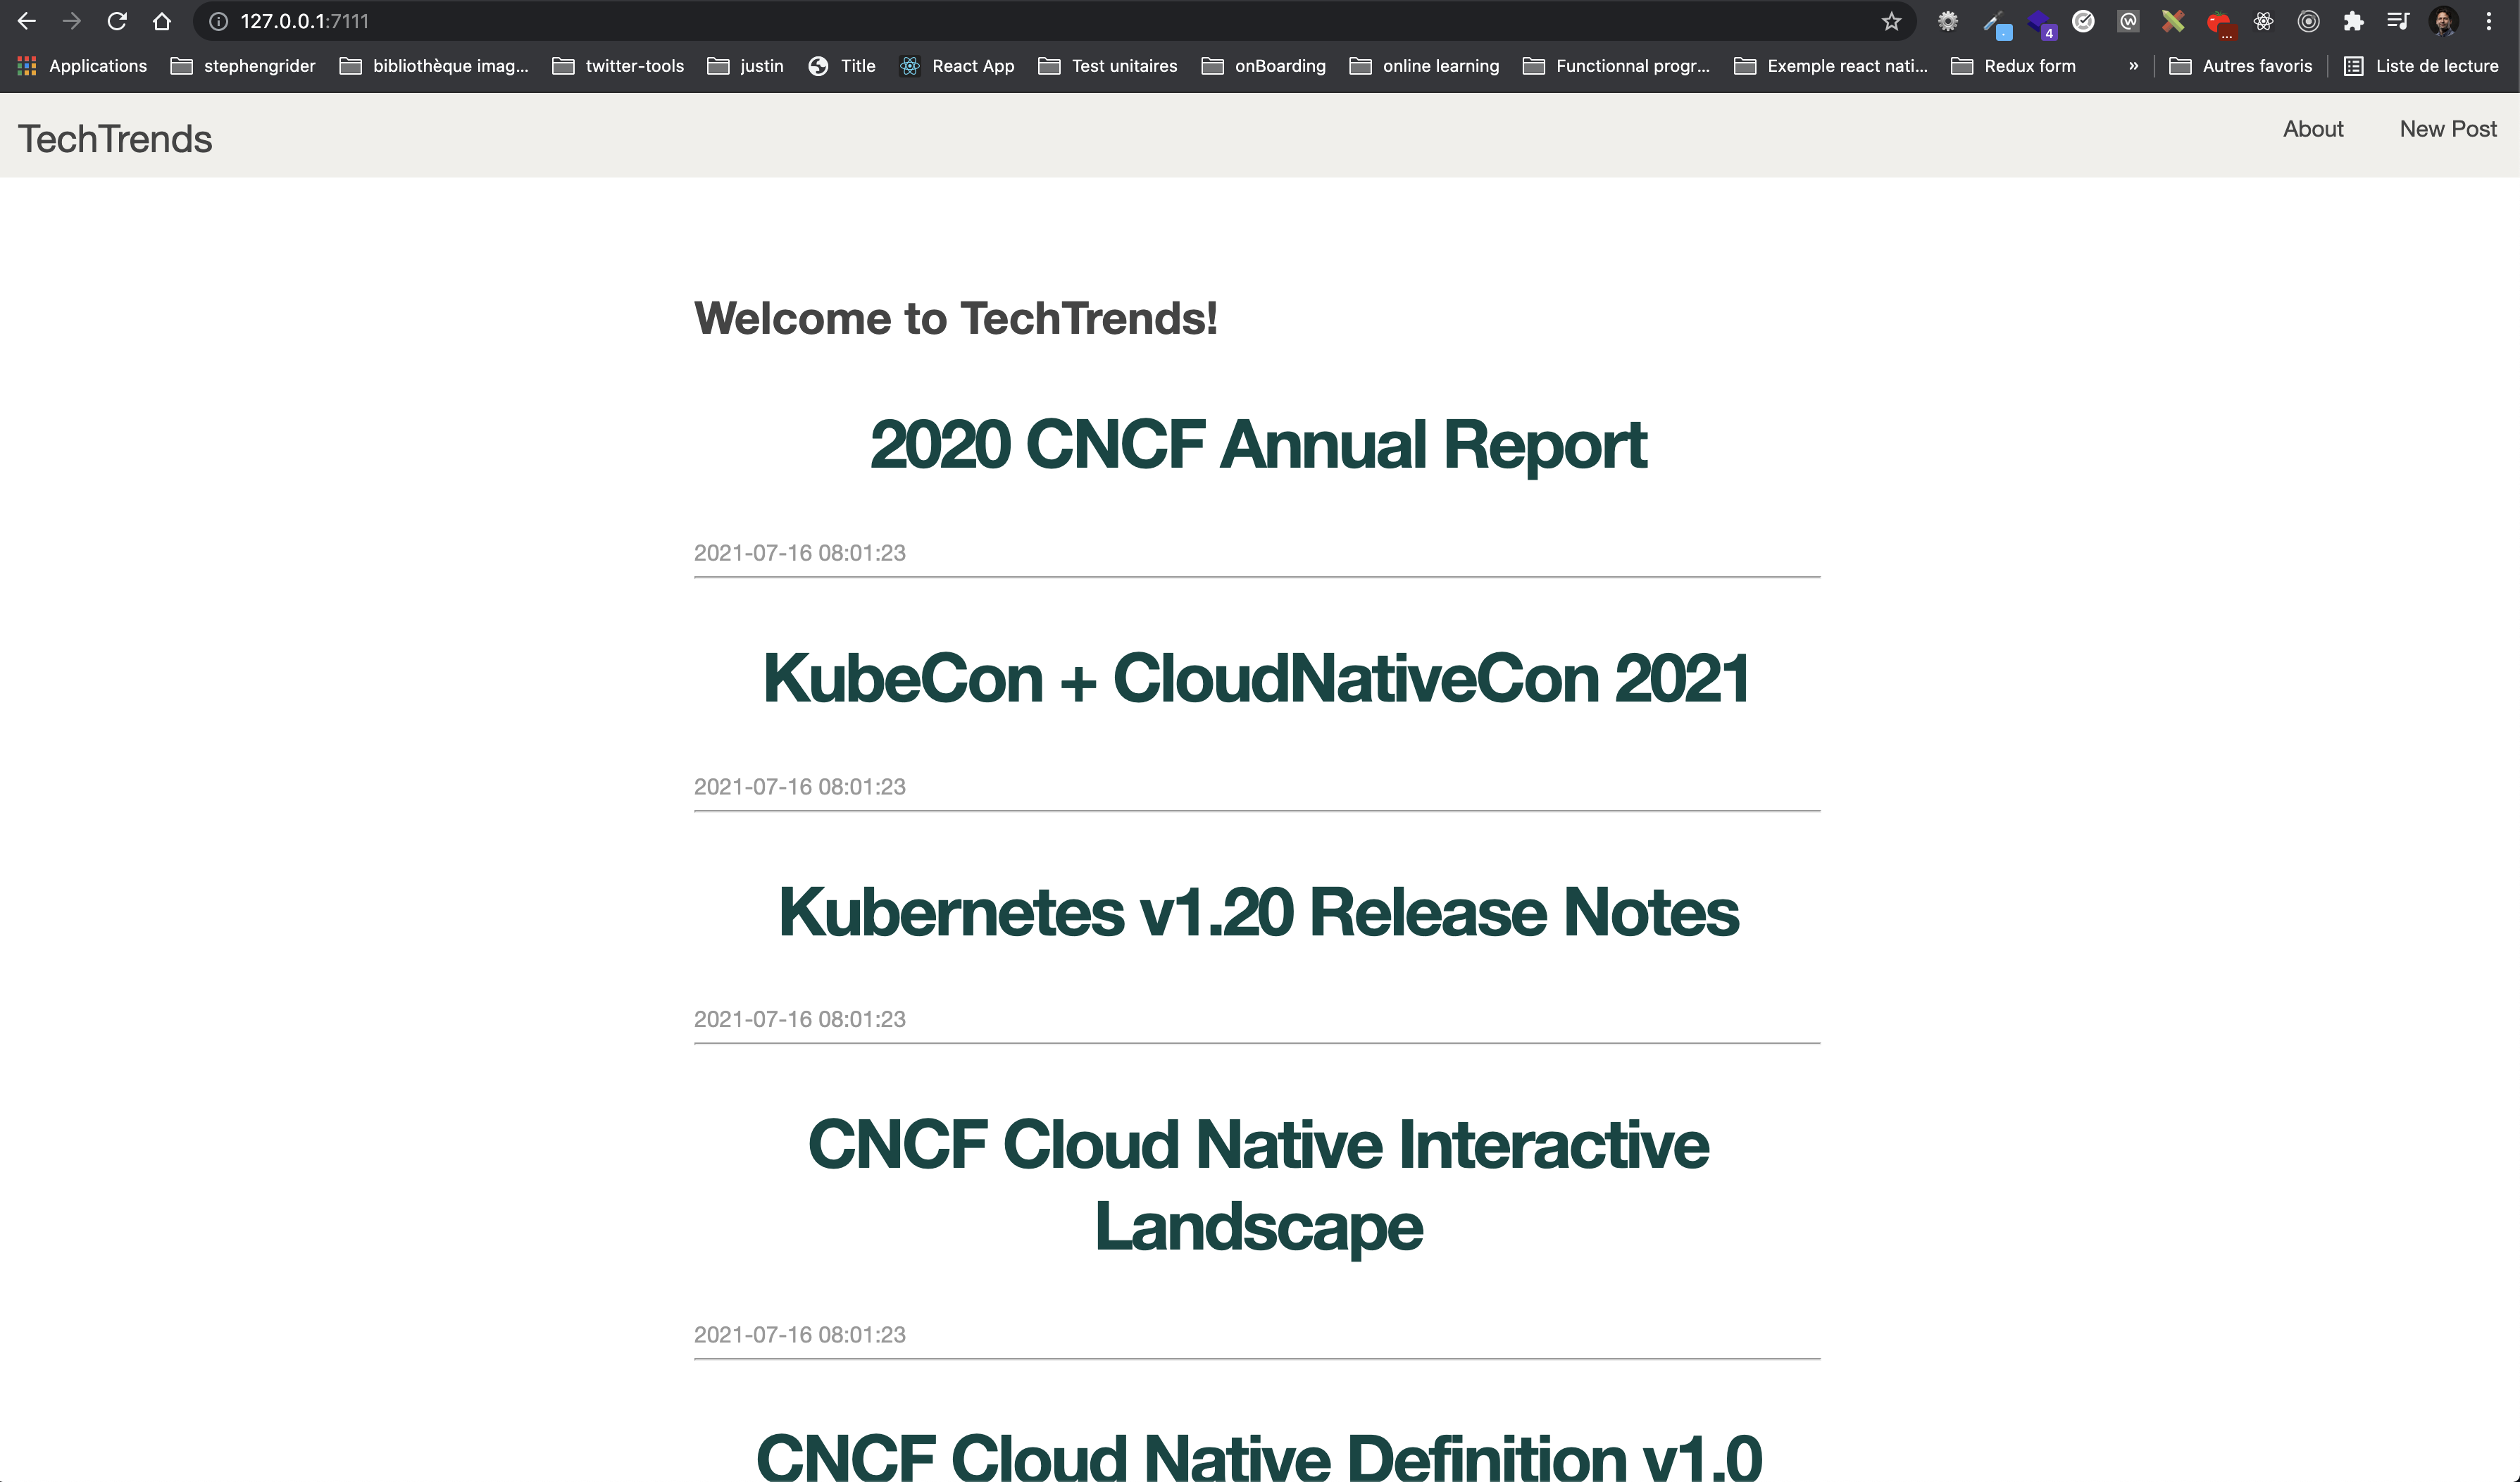 127.0.0.1:7111
4
...
Applications stephengrider bibliothèque imag... twitter-tools justin Title React App Test unitaires onBoarding online learning Functionnal progr... Exemple react nati... Redux form » Autres favoris Liste de lecture
TechTrends About New Post
Welcome to TechTrends!
2020 CNCF Annual Report
2021-07-16 08:01:23
KubeCon + CloudNativeCon 2021
2021-07-16 08:01:23
Kubernetes v1.20 Release Notes
2021-07-16 08:01:23
CNCF Cloud Native Interactive
Landscape
2021-07-16 08:01:23
CNCF Cloud Native Definition v1.0